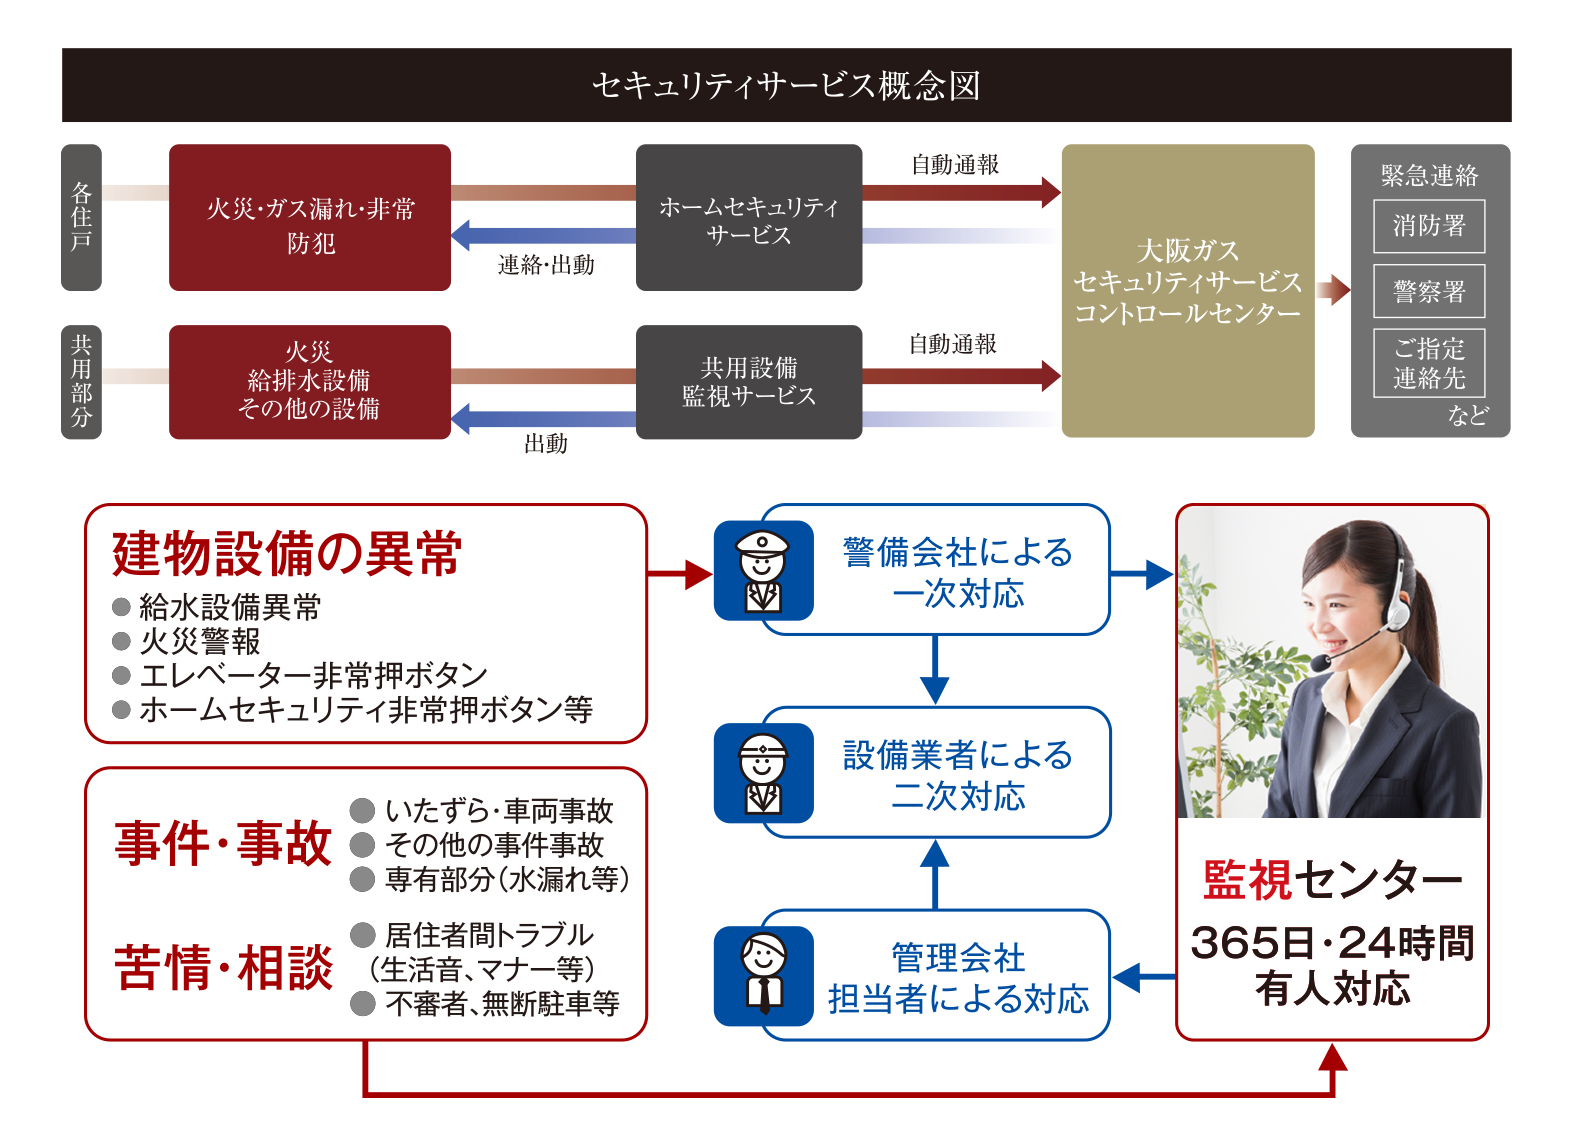 セキュリティサービス概念図
各住戸
火災・ガス漏れ・非常
防犯
ホームセキュリティ
サービス
自動通報
連絡・出動
共用部分
火災
給排水設備
その他の設備
共用設備
監視サービス
自動通報
出動
大阪ガス
セキュリティサービス
コントロールセンター
緊急連絡
消防署
警察署
ご指定
連絡先
など
建物設備の異常
● 給水設備異常
● 火災警報
● エレベーター非常押ボタン
● ホームセキュリティ非常押ボタン等
事件・事故
● いたずら・車両事故
● その他の事件事故
● 専有部分（水漏れ等）
苦情・相談
● 居住者間トラブル
（生活音、マナー等）
● 不審者、無断駐車等
警備会社による
一次対応
設備業者による
二次対応
管理会社
担当者による対応
監視センター
365日・24時間
有人対応